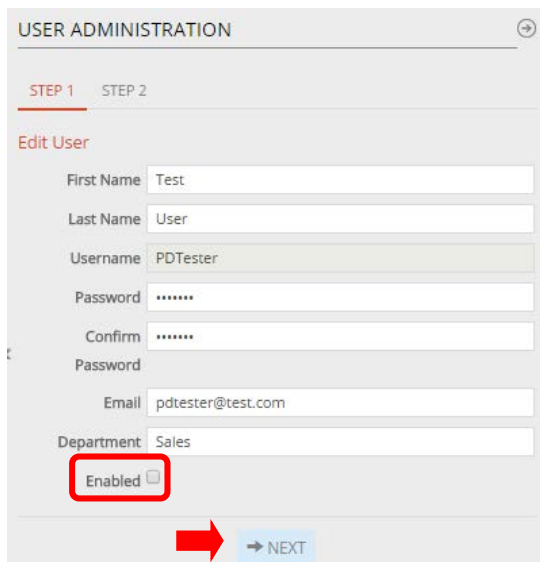 USER ADMINISTRATION
STEP 1 STEP 2
Edit User
First Name Test
Last Name User
Username PDTester
Password •••••••
Confirm Password •••••••
Email pdtester@test.com
Department Sales
Enabled
NEXT